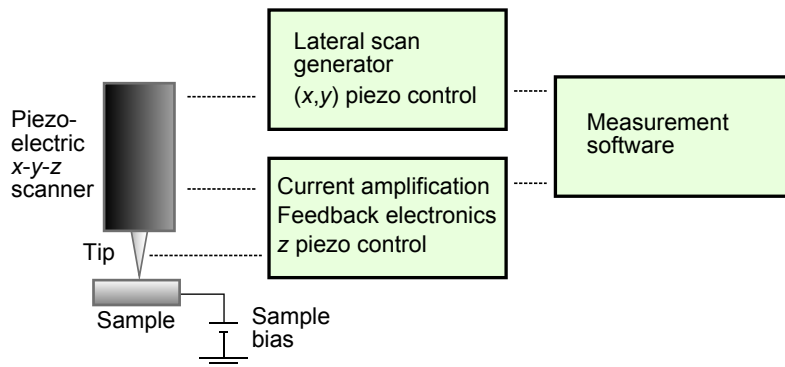 Lateral scan
generator
(x,y) piezo control
Piezo-
electric
x-y-z
scanner
Measurement
software
Current amplification
Feedback electronics
z piezo control
Tip
Sample
Sample
bias